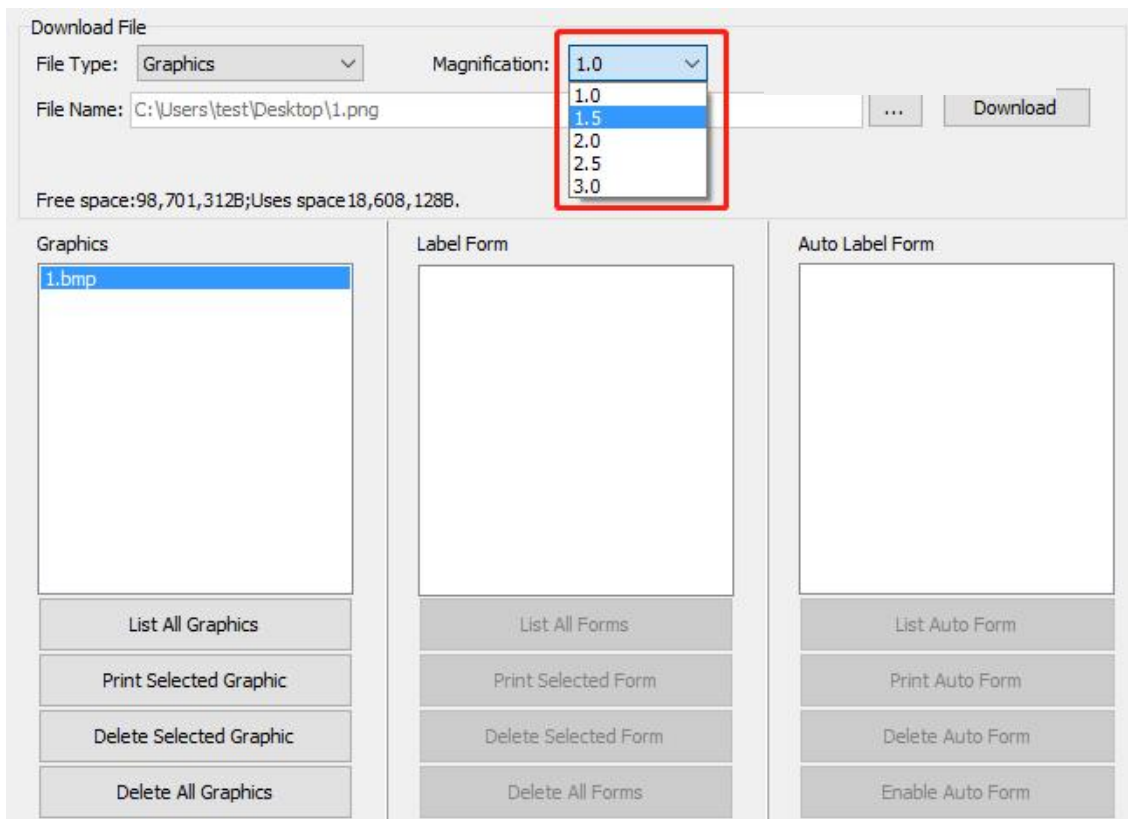 Download File
File Type: Graphics Magnification: 1.0
1.0
1.5
2.0
2.5
3.0
File Name: C:\Users\test\Desktop\1.png ... Download
Free space:98,701,312B;Uses space18,608,128B.
Graphics
1.bmp
List All Graphics
Print Selected Graphic
Delete Selected Graphic
Delete All Graphics
Label Form
List All Forms
Print Selected Form
Delete Selected Form
Delete All Forms
Auto Label Form
List Auto Form
Print Auto Form
Delete Auto Form
Enable Auto Form